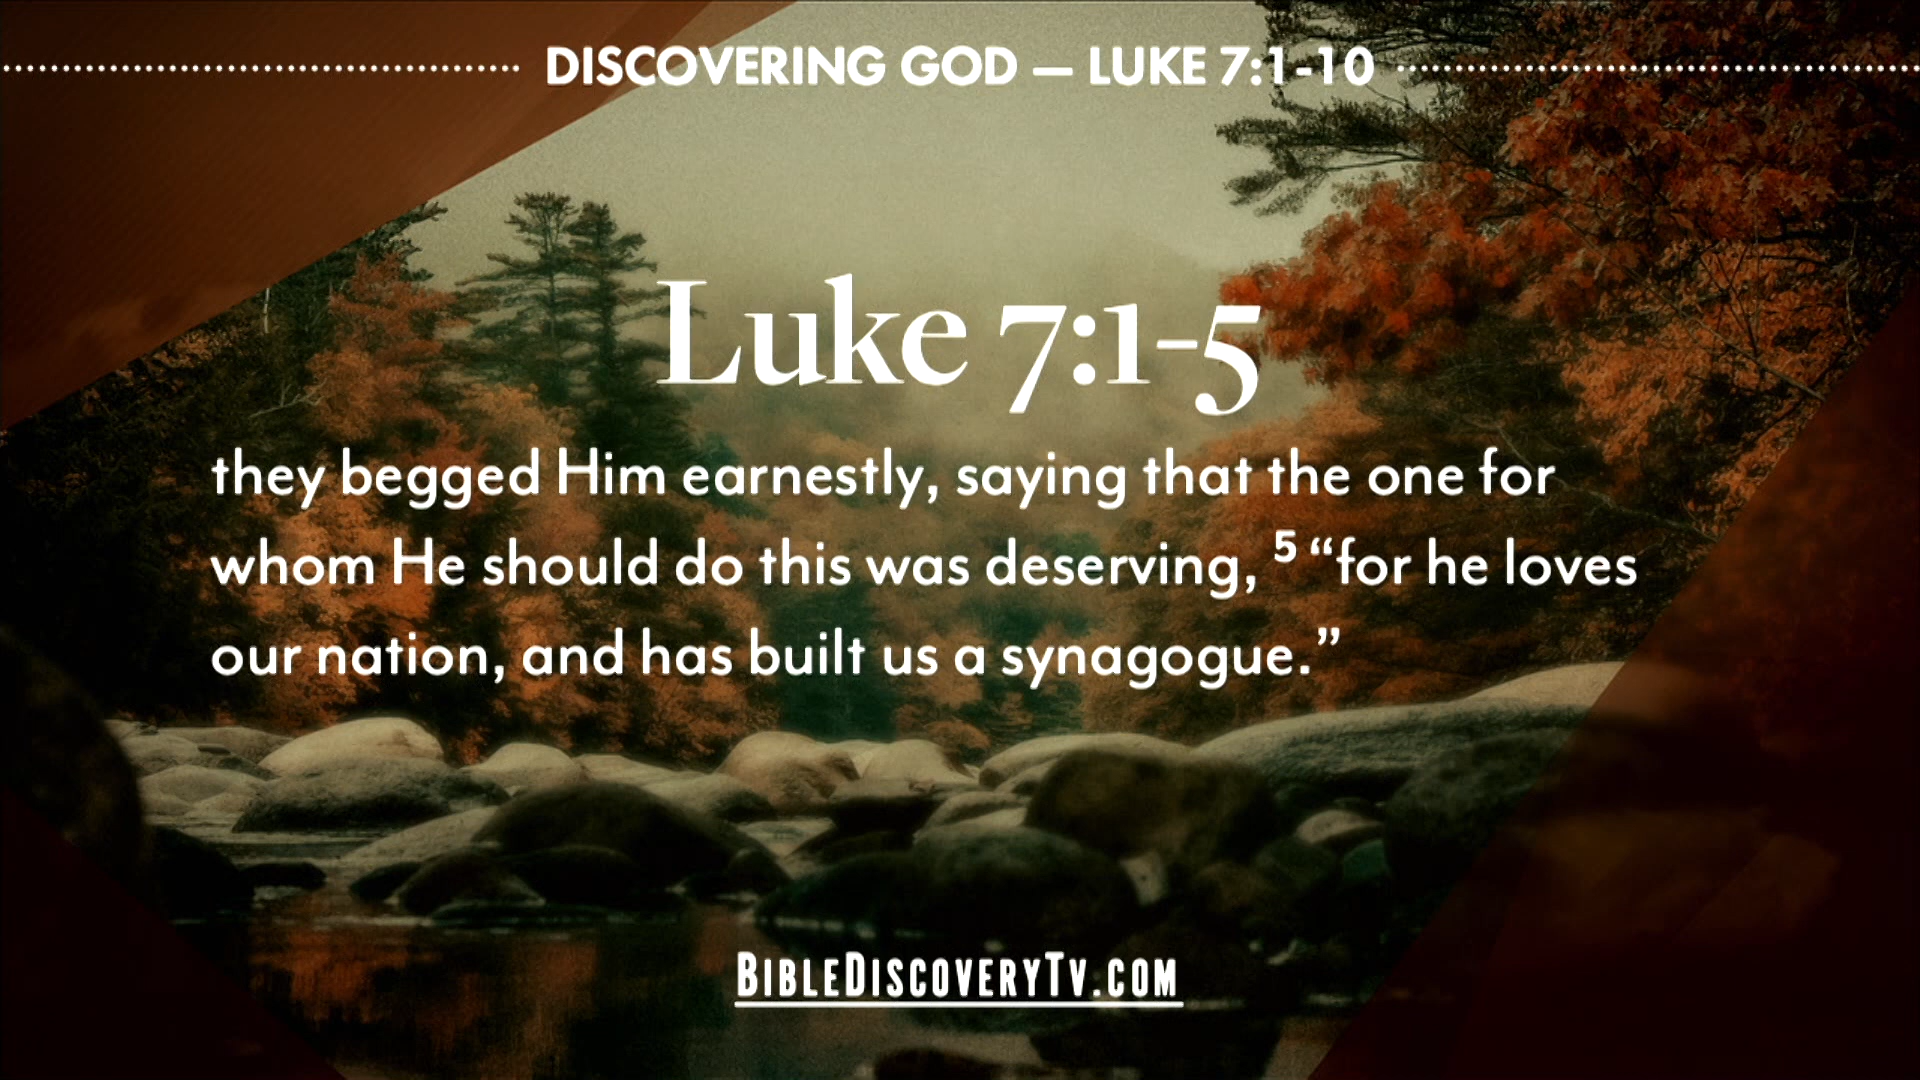 DISCOVERING GOD — LUKE 7:1-10
Luke 7:1-5
they begged Him earnestly, saying that the one for
whom He should do this was deserving, ⁵ “for he loves
our nation, and has built us a synagogue.”
BIBLEDISCOVERYTV.COM